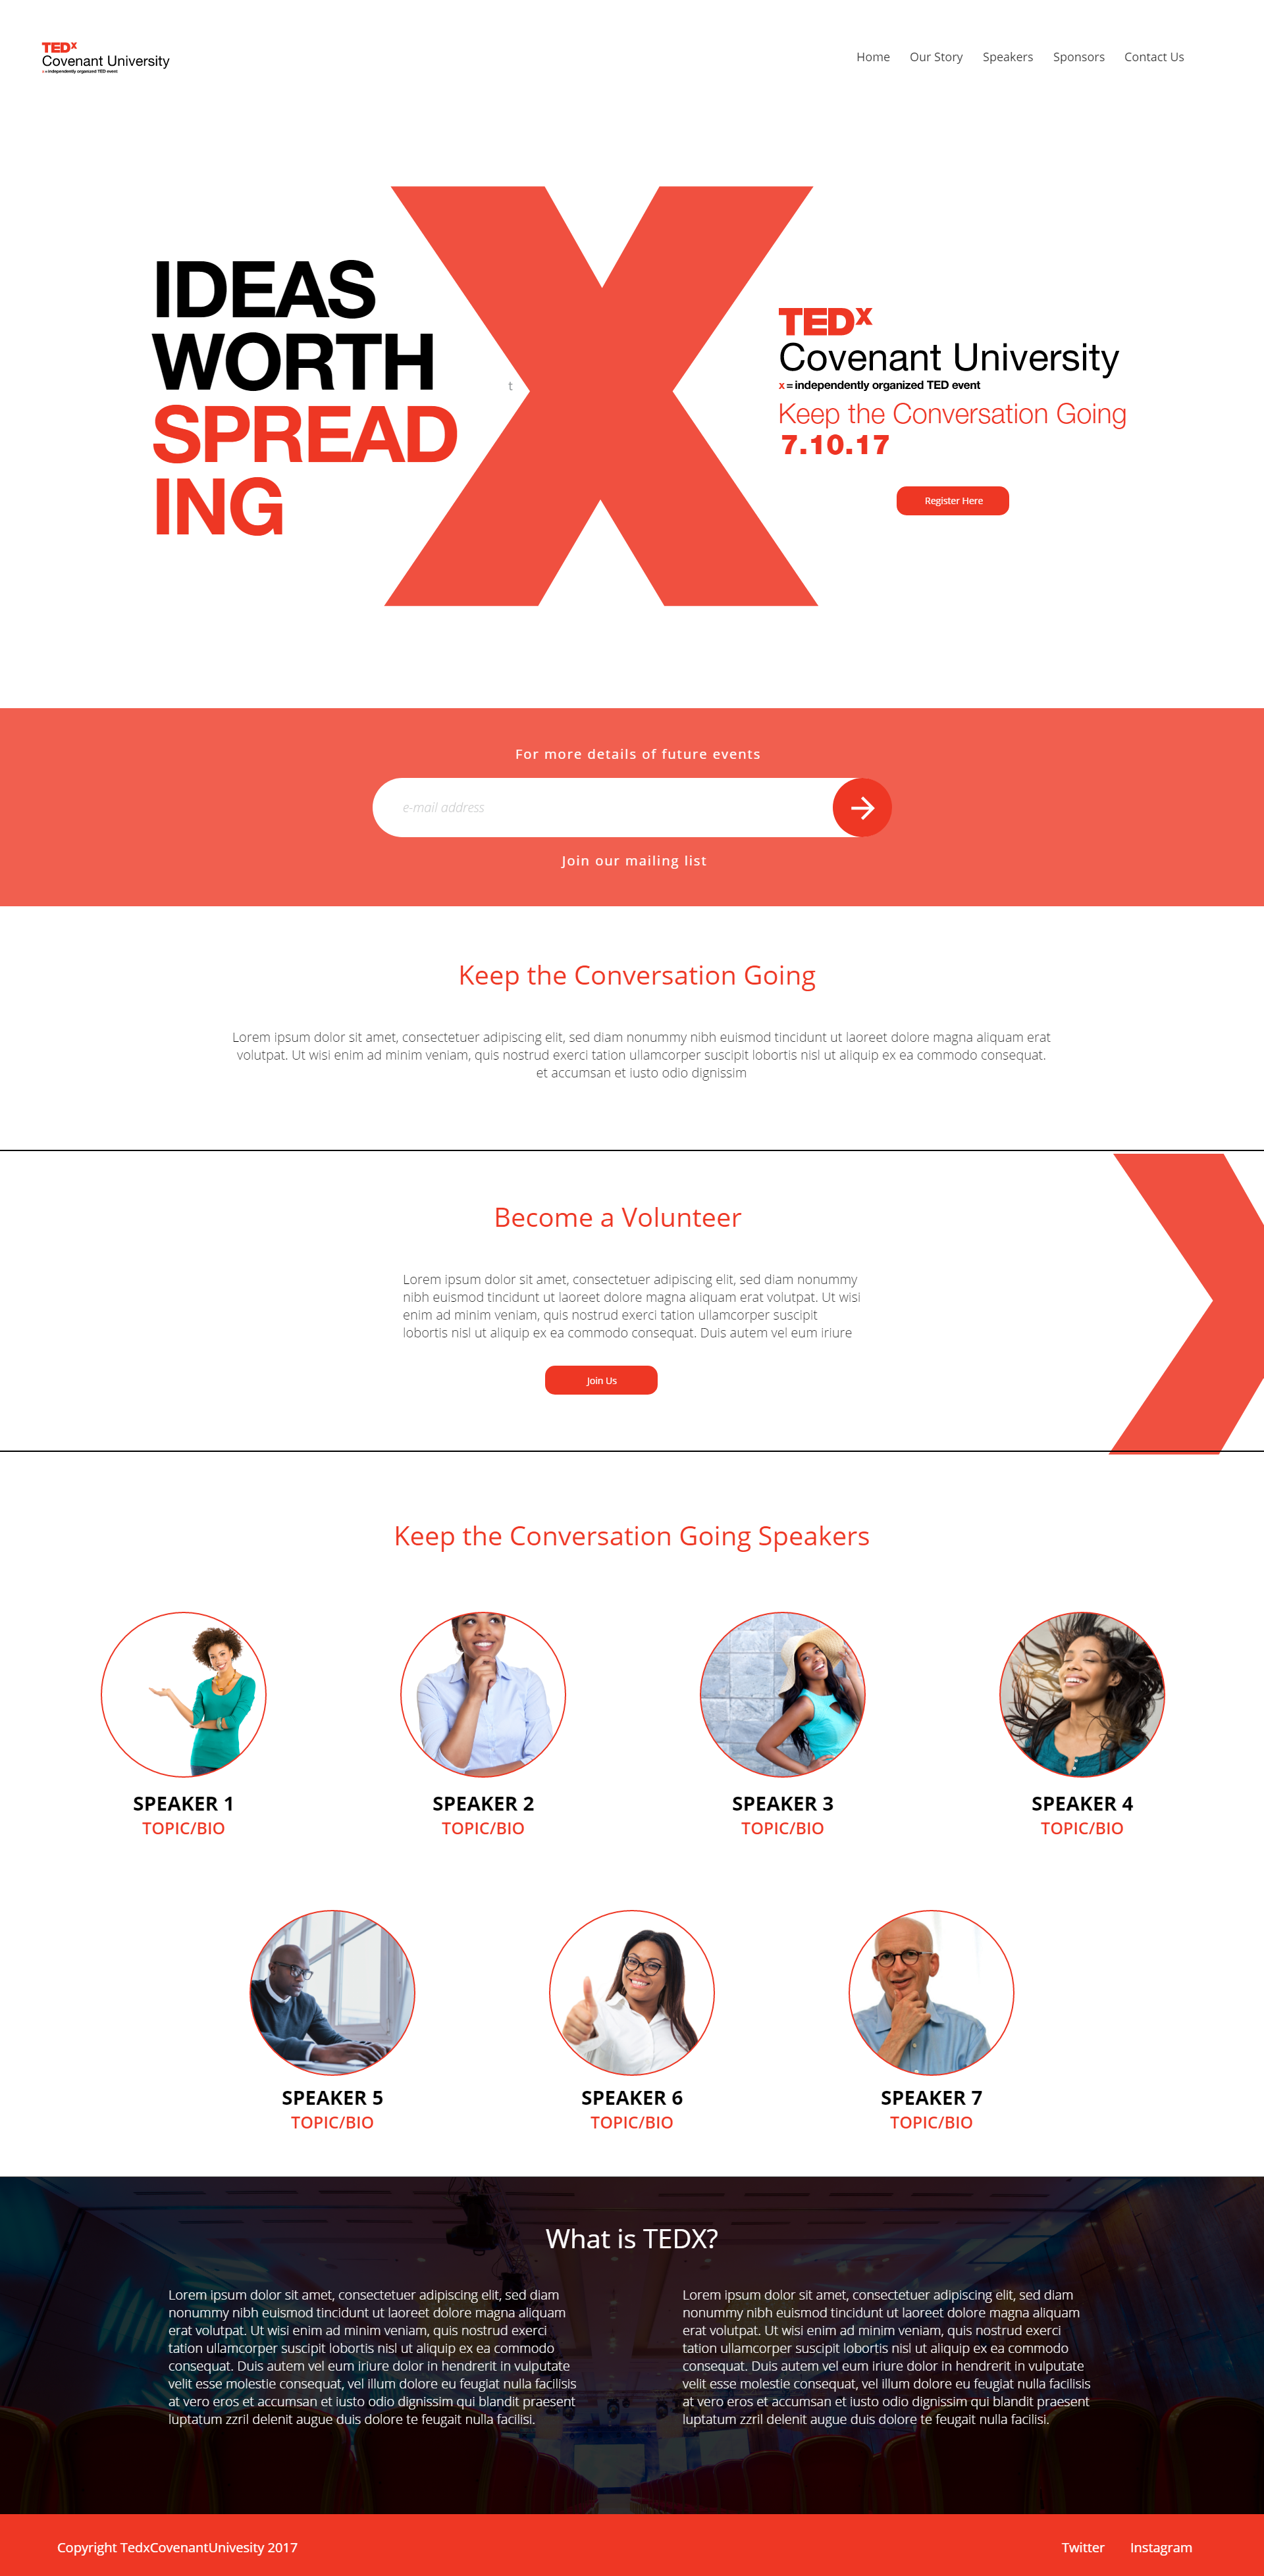 TEDx
Covenant University
x = independently organized TED event
Home Our Story Speakers Sponsors Contact Us
IDEAS
WORTH
SPREAD
ING
t
X
TEDx
Covenant University
x = independently organized TED event
Keep the Conversation Going
7.10.17
Register Here
For more details of future events
e-mail address
Join our mailing list
Keep the Conversation Going
Lorem ipsum dolor sit amet, consectetuer adipiscing elit, sed diam nonummy nibh euismod tincidunt ut laoreet dolore magna aliquam erat
volutpat. Ut wisi enim ad minim veniam, quis nostrud exerci tation ullamcorper suscipit lobortis nisl ut aliquip ex ea commodo consequat.
et accumsan et iusto odio dignissim
Become a Volunteer
Lorem ipsum dolor sit amet, consectetuer adipiscing elit, sed diam nonummy
nibh euismod tincidunt ut laoreet dolore magna aliquam erat volutpat. Ut wisi
enim ad minim veniam, quis nostrud exerci tation ullamcorper suscipit
lobortis nisl ut aliquip ex ea commodo consequat. Duis autem vel eum iriure
Join Us
Keep the Conversation Going Speakers
SPEAKER 1
TOPIC/BIO
SPEAKER 2
TOPIC/BIO
SPEAKER 3
TOPIC/BIO
SPEAKER 4
TOPIC/BIO
SPEAKER 5
TOPIC/BIO
SPEAKER 6
TOPIC/BIO
SPEAKER 7
TOPIC/BIO
What is TEDX?
Lorem ipsum dolor sit amet, consectetuer adipiscing elit, sed diam
nonummy nibh euismod tincidunt ut laoreet dolore magna aliquam
erat volutpat. Ut wisi enim ad minim veniam, quis nostrud exerci
tation ullamcorper suscipit lobortis nisl ut aliquip ex ea commodo
consequat. Duis autem vel eum iriure dolor in hendrerit in vulputate
velit esse molestie consequat, vel illum dolore eu feugiat nulla facilisis
at vero eros et accumsan et iusto odio dignissim qui blandit praesent
luptatum zzril delenit augue duis dolore te feugait nulla facilisi.
Lorem ipsum dolor sit amet, consectetuer adipiscing elit, sed diam
nonummy nibh euismod tincidunt ut laoreet dolore magna aliquam
erat volutpat. Ut wisi enim ad minim veniam, quis nostrud exerci
tation ullamcorper suscipit lobortis nisl ut aliquip ex ea commodo
consequat. Duis autem vel eum iriure dolor in hendrerit in vulputate
velit esse molestie consequat, vel illum dolore eu feugiat nulla facilisis
at vero eros et accumsan et iusto odio dignissim qui blandit praesent
luptatum zzril delenit augue duis dolore te feugait nulla facilisi.
Copyright TedxCovenantUnivesity 2017
Twitter Instagram